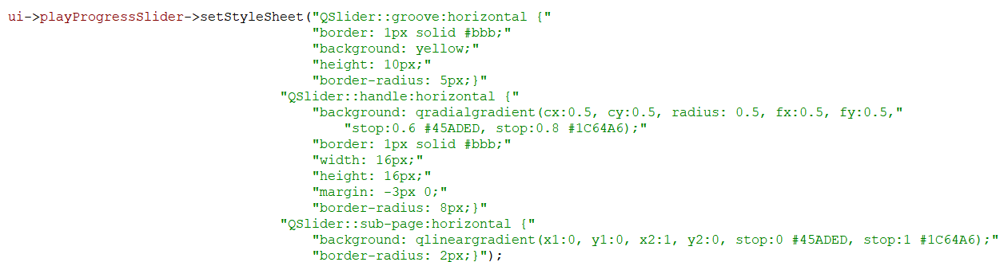 ui->playProgressSlider->setStyleSheet("QSlider::groove:horizontal {"
"border: 1px solid #bbb;"
"background: yellow;"
"height: 10px;"
"border-radius: 5px;}"
"QSlider::handle:horizontal {"
"background: qradialgradient(cx:0.5, cy:0.5, radius: 0.5, fx:0.5, fy:0.5,"
"stop:0.6 #45ADED, stop:0.8 #1C64A6);"
"border: 1px solid #bbb;"
"width: 16px;"
"height: 16px;"
"margin: -3px 0;"
"border-radius: 8px;}"
"QSlider::sub-page:horizontal {"
"background: qlineargradient(x1:0, y1:0, x2:1, y2:0, stop:0 #45ADED, stop:1 #1C64A6);"
"border-radius: 2px;}");